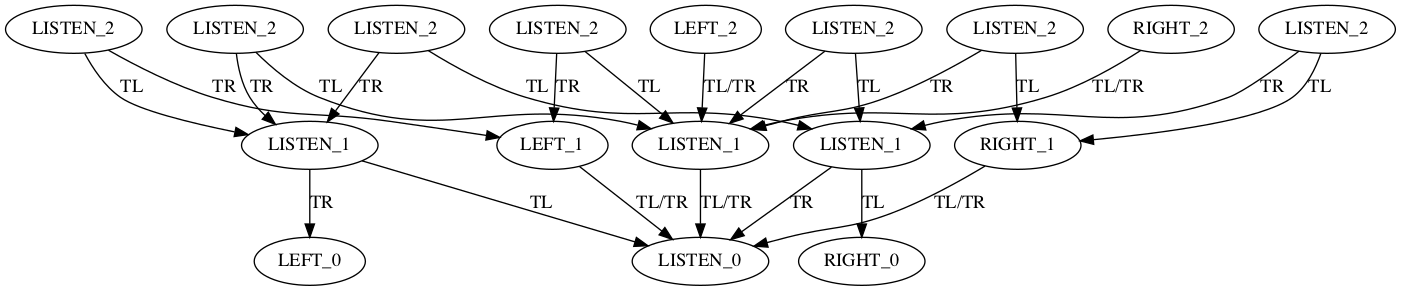 LISTEN_2 LISTEN_2 LISTEN_2 LISTEN_2 LEFT_2 LISTEN_2 LISTEN_2 RIGHT_2 LISTEN_2
TL TR TR TL TR TL TR TL TL/TR TR TL TR TL TL/TR TR TL
LISTEN_1 LEFT_1 LISTEN_1 LISTEN_1 RIGHT_1
TR TL TL/TR TL/TR TR TL TL/TR
LEFT_0 LISTEN_0 RIGHT_0